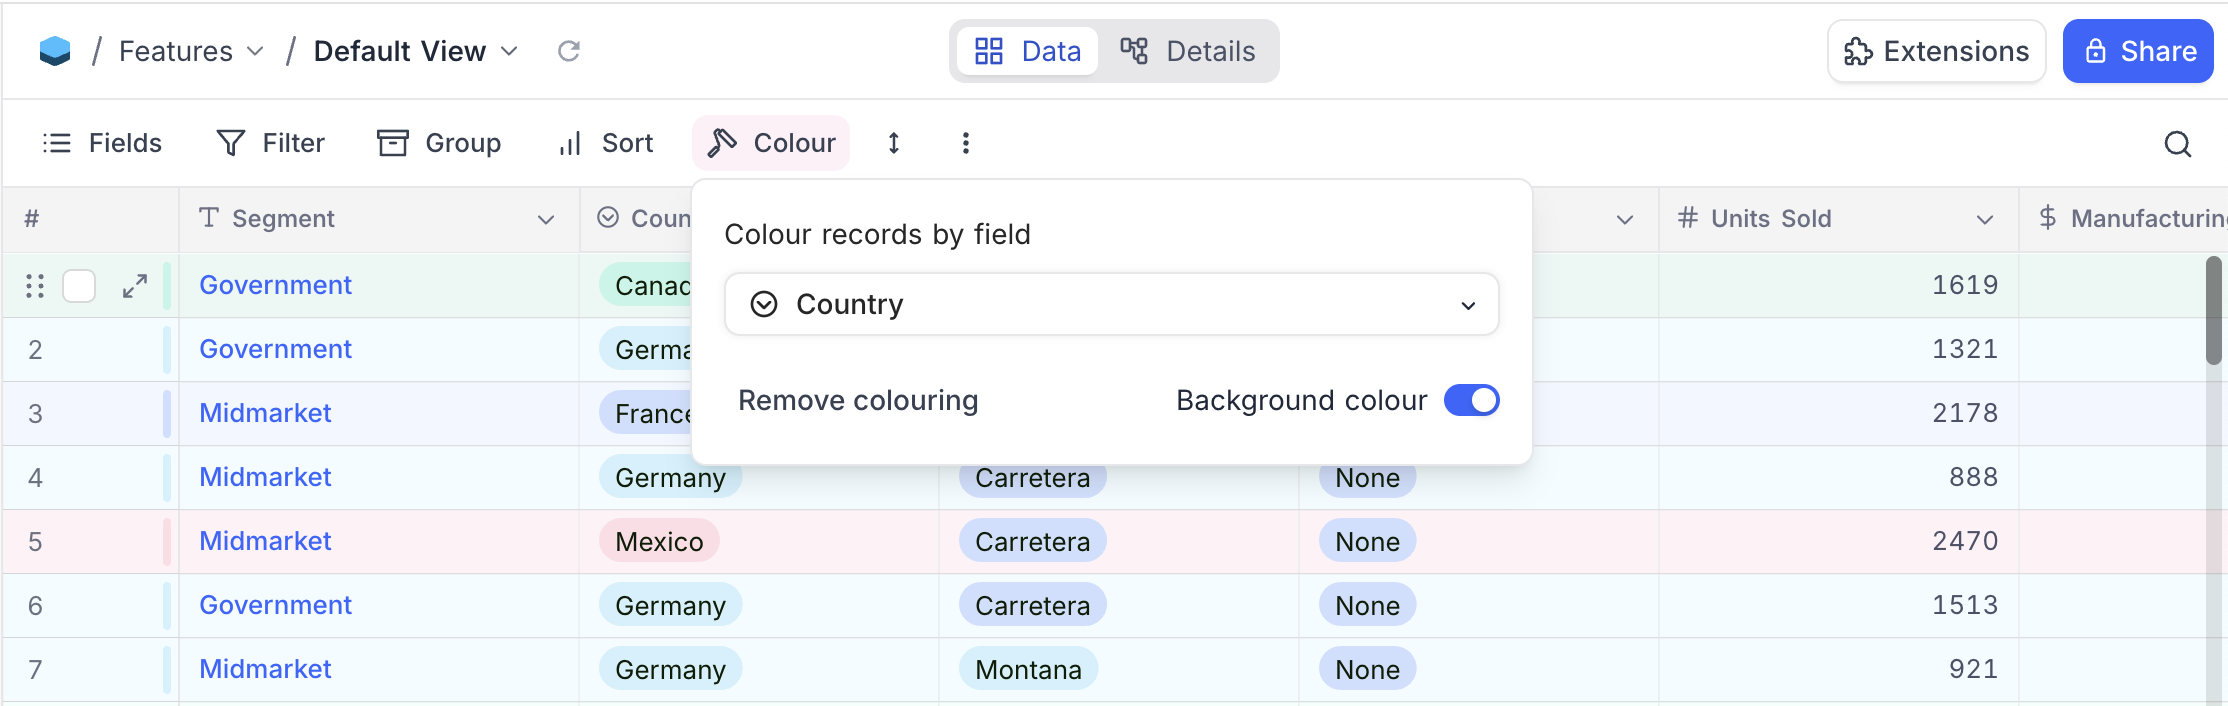 / Features / Default View Data Details Extensions Share
Fields Filter Group Sort Colour
# Segment Coun # Units Sold $ Manufacturing
Colour records by field
Government Canad 1619
Country
2 Government Germa 1321
3 Midmarket France 2178
Remove colouring Background colour
4 Midmarket Germany Carretera None 888
5 Midmarket Mexico Carretera None 2470
6 Government Germany Carretera None 1513
7 Midmarket Germany Montana None 921